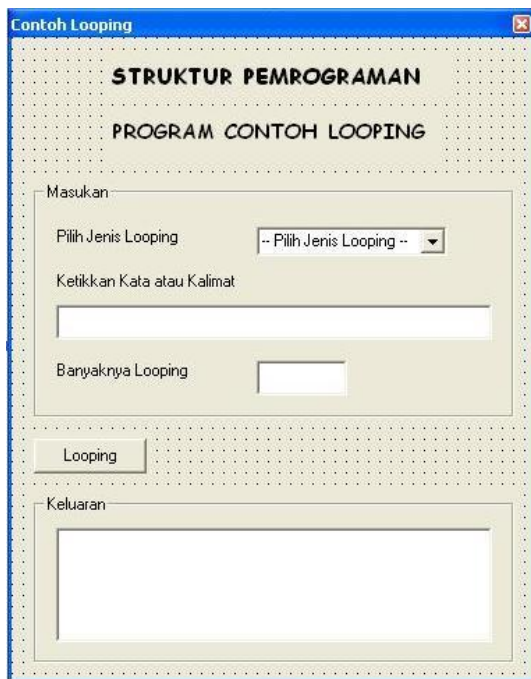 Contoh Looping
STRUKTUR PEMROGRAMAN
PROGRAM CONTOH LOOPING
Masukan
Pilih Jenis Looping
-- Pilih Jenis Looping --
Ketikkan Kata atau Kalimat
Banyaknya Looping
Looping
Keluaran